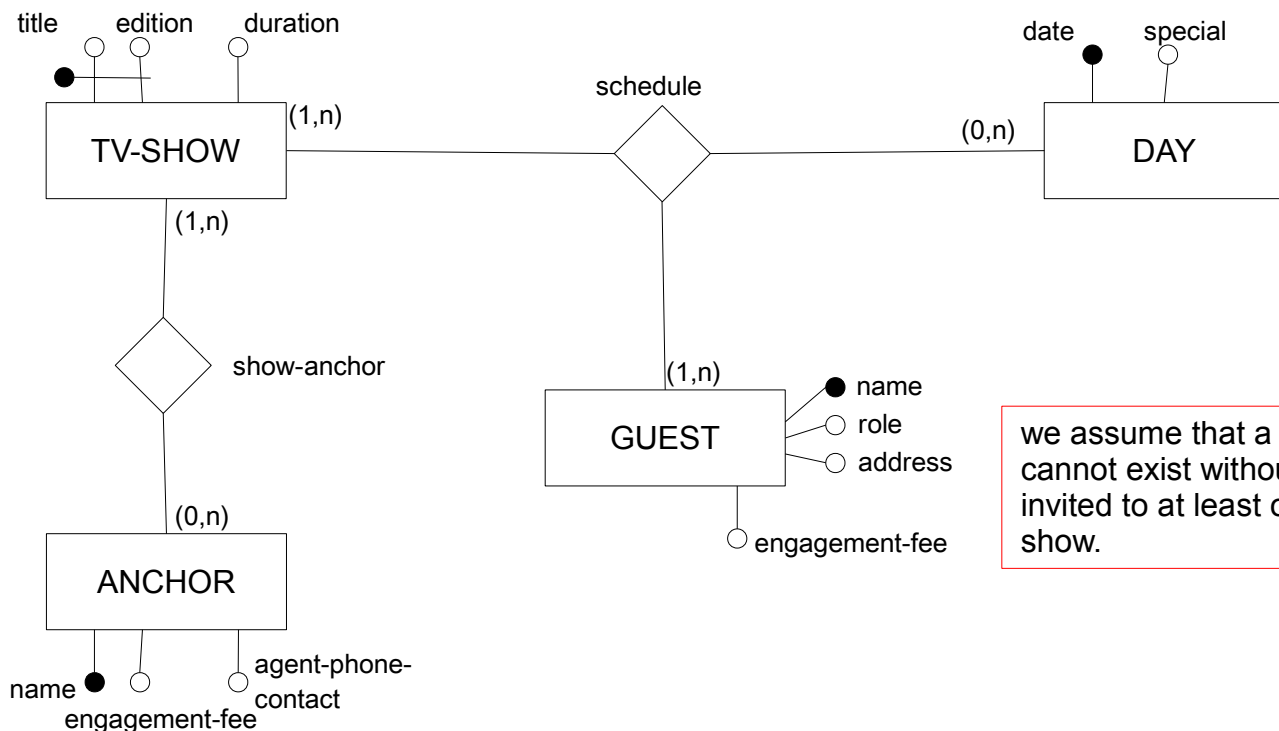 title edition duration
date special
schedule
(1,n)
(0,n)
TV-SHOW
DAY
(1,n)
show-anchor
(1,n)
name
role
address
GUEST
engagement-fee
we assume that a
cannot exist
invited to at least
show.
(0,n)
ANCHOR
name
engagement-fee
agent-phone-
contact